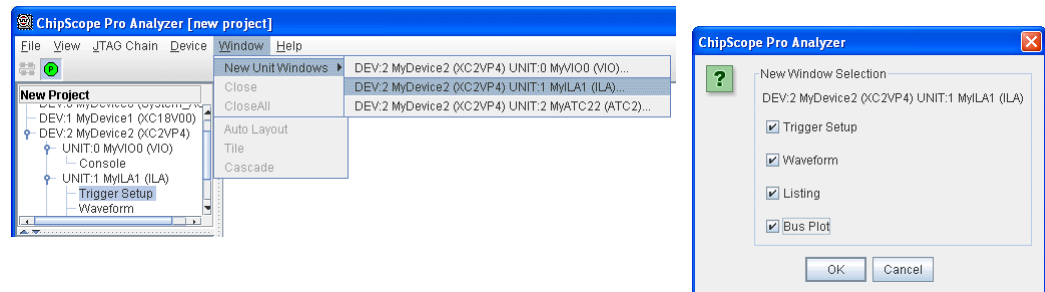 ChipScope Pro Analyzer [new project]
File View JTAG Chain Device Window Help
New Project
DEV:1 MyDevice1 (XC18V00)
DEV:2 MyDevice2 (XC2VP4)
UNIT:0 MyVIO0 (VIO)
Console
UNIT:1 MyILA1 (ILA)
Trigger Setup
Waveform
New Unit Windows
Close
CloseAll
Auto Layout
Tile
Cascade
DEV:2 MyDevice2 (XC2VP4) UNIT:0 MyVIO0 (VIO)...
DEV:2 MyDevice2 (XC2VP4) UNIT:1 MyILA1 (ILA)...
DEV:2 MyDevice2 (XC2VP4) UNIT:2 MyATC22 (ATC2)...
ChipScope Pro Analyzer
New Window Selection
DEV:2 MyDevice2 (XC2VP4) UNIT:1 MyILA1 (ILA)
Trigger Setup
Waveform
Listing
Bus Plot
OK Cancel